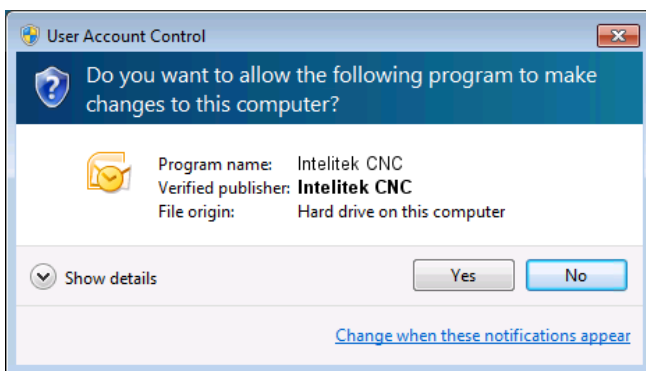 User Account Control
Do you want to allow the following program to make
changes to this computer?
Program name: Intelitek CNC
Verified publisher: Intelitek CNC
File origin: Hard drive on this computer
Show details
Yes
No
Change when these notifications appear